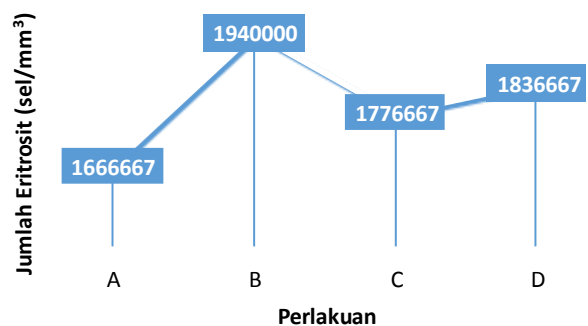 Jumlah Eritrosit (sel/mm³)
1940000
1836667
1776667
1666667
A B C D
Perlakuan